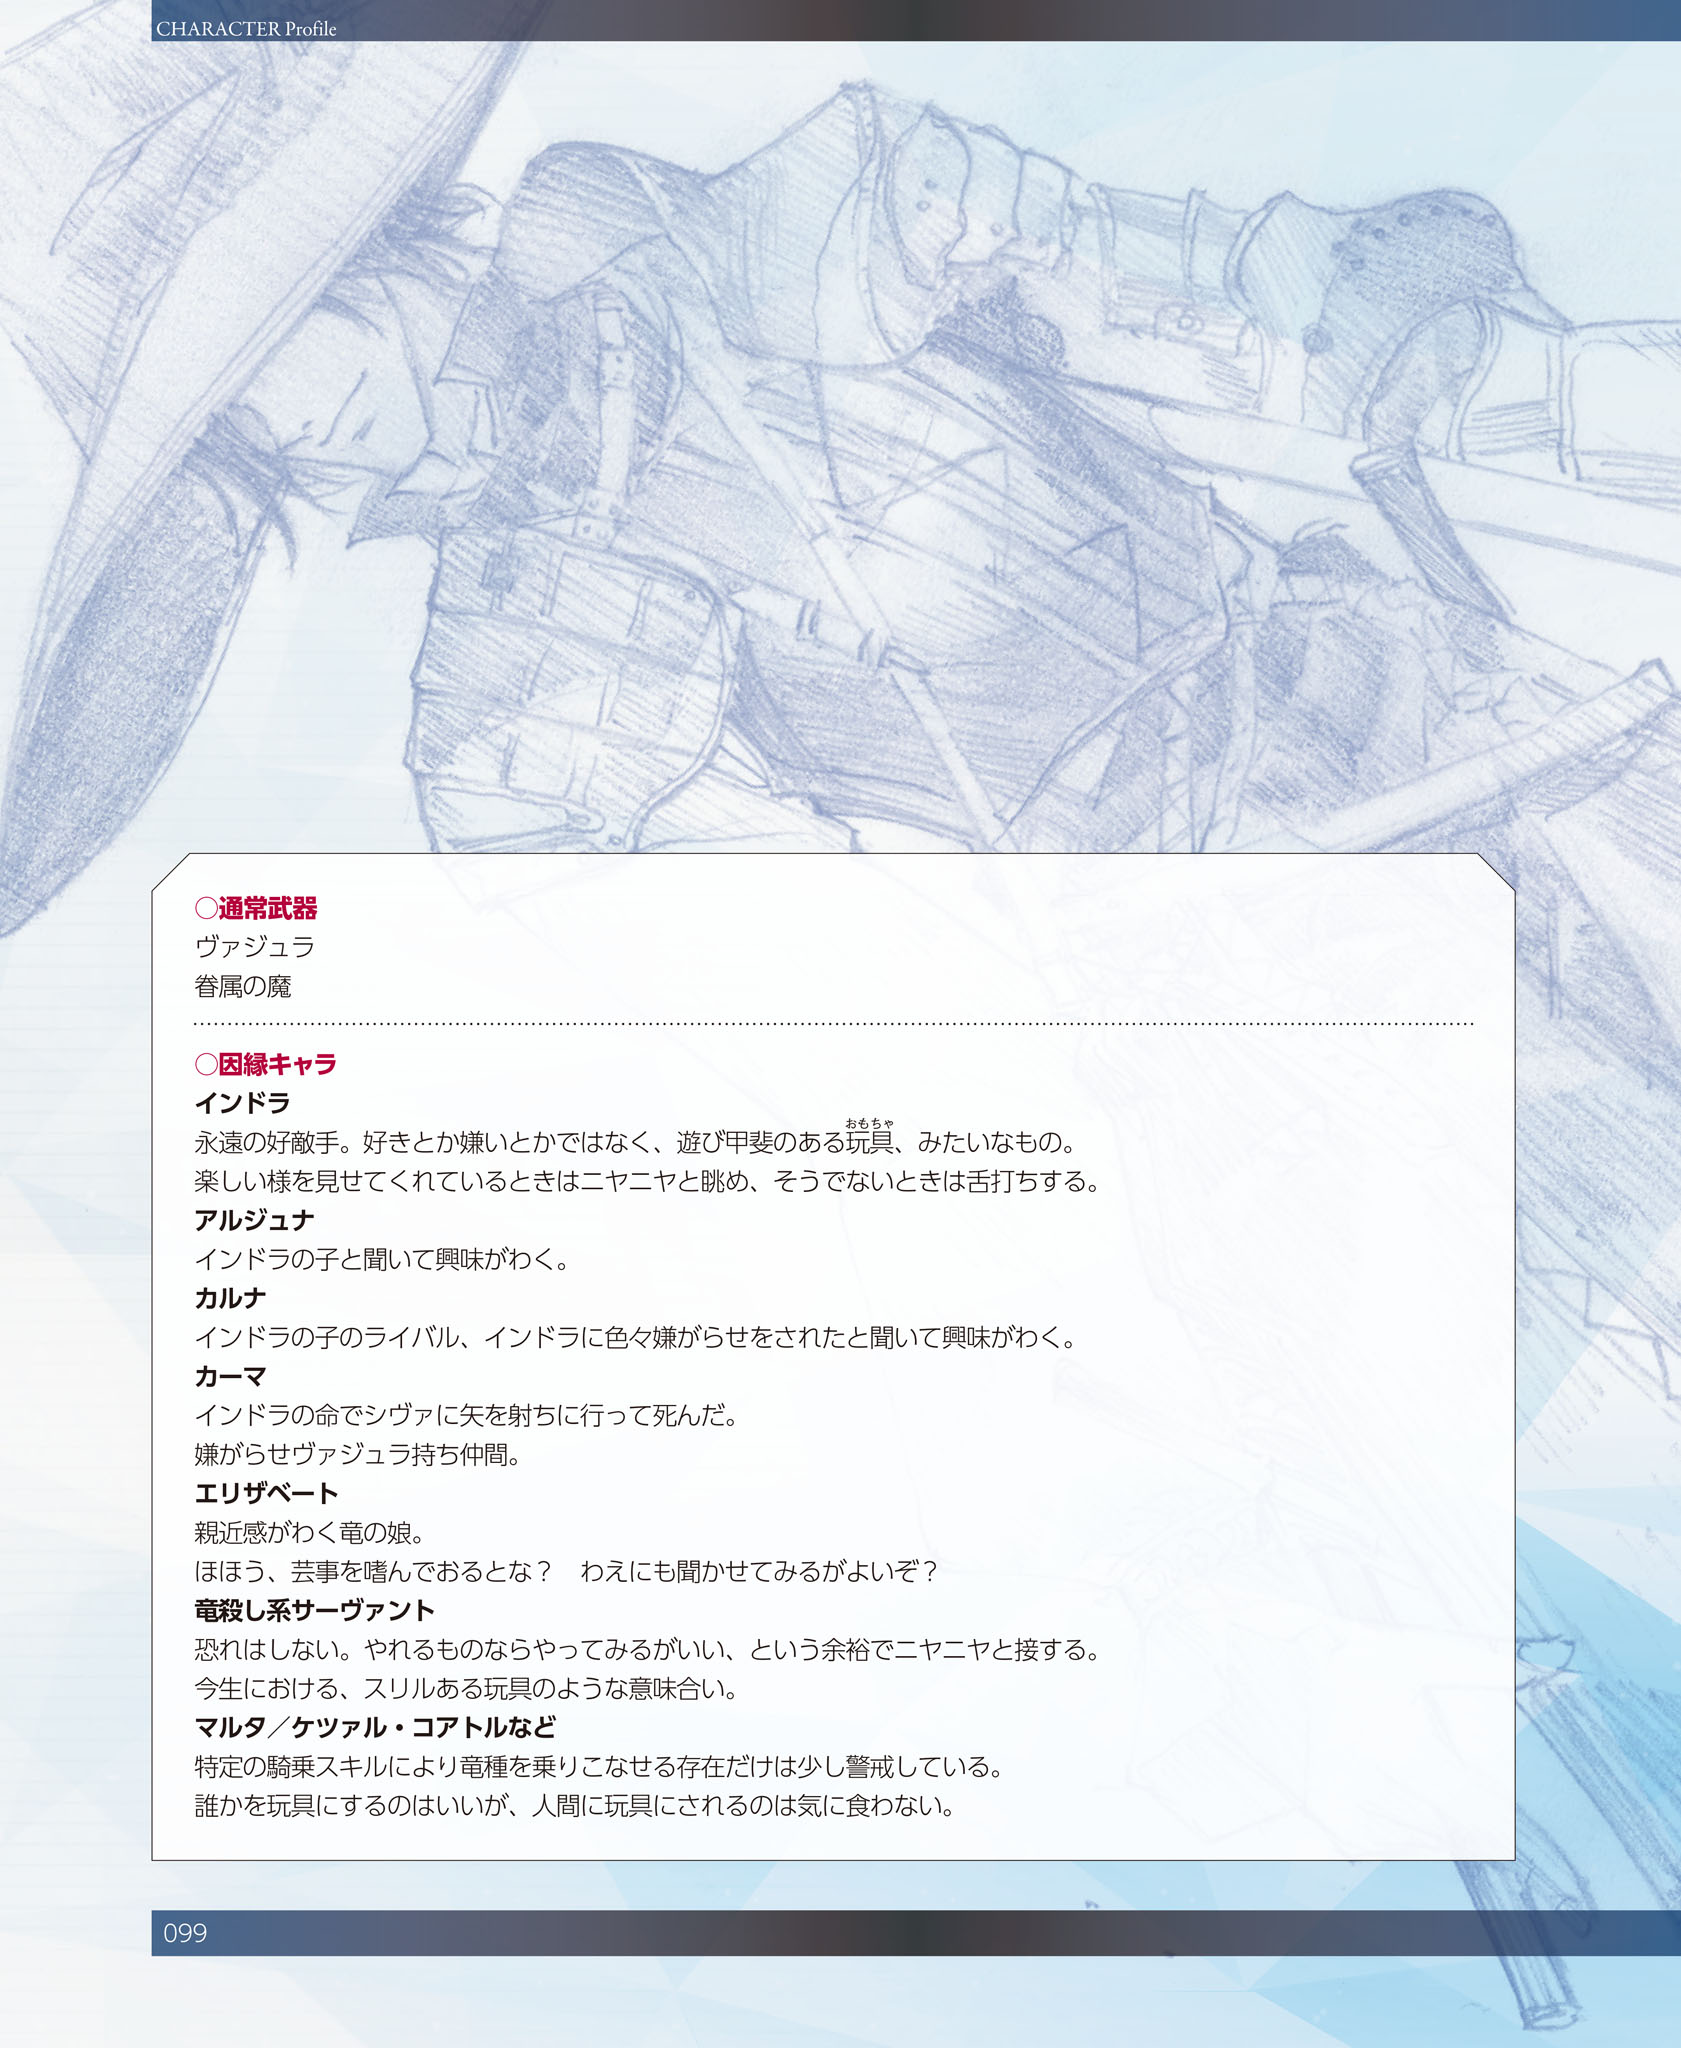 CHARACTER Profile
○通常武器
ヴァジュラ
眷属の魔
○因縁キャラ
インドラ
永遠の好敵手。好きとか嫌いとかではなく、遊び甲斐のある玩具、みたいなもの。
おもちゃ
楽しい様を見せてくれているときはニヤニヤと眺め、そうでないときは舌打ちする。
アルジュナ
インドラの子と聞いて興味がわく。
カルナ
インドラの子のライバル、インドラに色々嫌がらせをされたと聞いて興味がわく。
カーマ
インドラの命でシヴァに矢を射ちに行って死んだ。
嫌がらせヴァジュラ持ち仲間。
エリザベート
親近感がわく竜の娘。
ほほう、芸事を嗜んでおるとな？　わえにも聞かせてみるがよいぞ？
竜殺し系サーヴァント
恐れはしない。やれるものならやってみるがいい、という余裕でニヤニヤと接する。
今生における、スリルある玩具のような意味合い。
マルタ／ケツァル・コアトルなど
特定の騎乗スキルにより竜種を乗りこなせる存在だけは少し警戒している。
誰かを玩具にするのはいいが、人間に玩具にされるのは気に食わない。
099